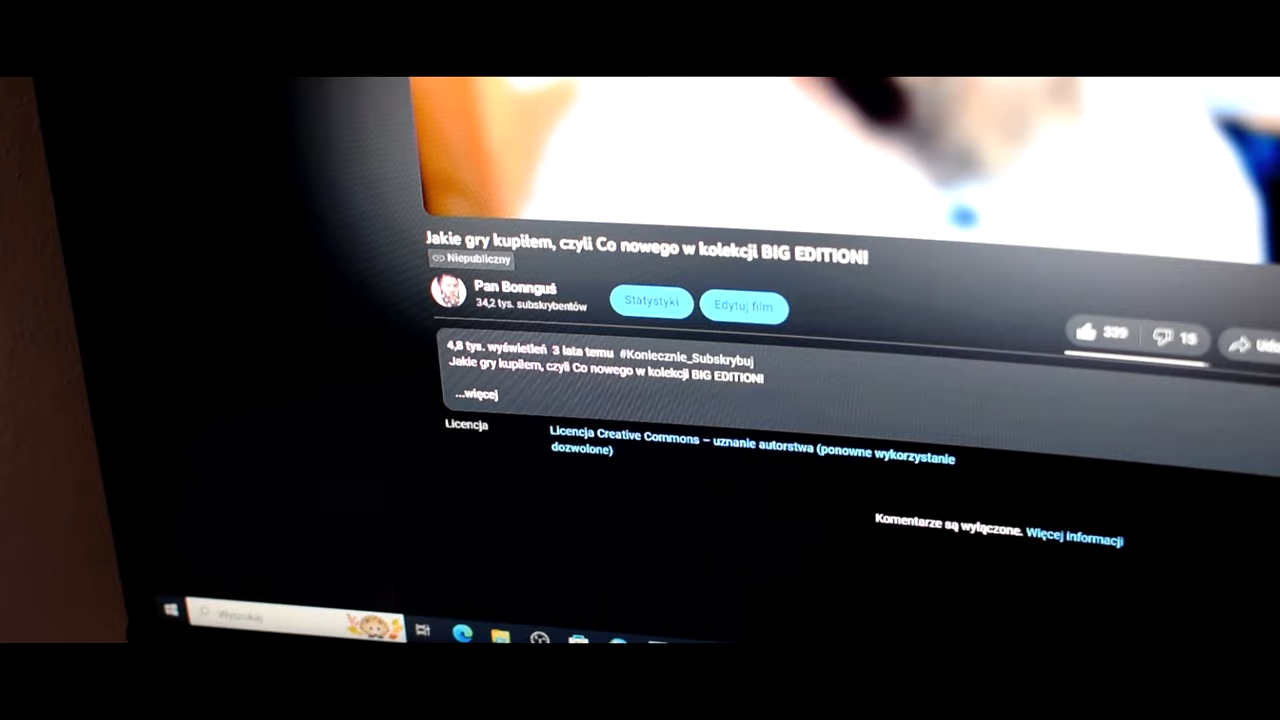 Jakie gry kupiłem, czyli Co nowego w kolekcji BIG EDITION!
Niepubliczny
Pan Bonnguś
34,2 tys. subskrybentów
Statystyki
Edytuj film
339
15
4,8 tys. wyświetleń 3 lata temu #Koniecznie_Subskrybuj
Jakie gry kupiłem, czyli Co nowego w kolekcji BIG EDITION!
...więcej
Licencja
Licencja Creative Commons – uznanie autorstwa (ponowne wykorzystanie
dozwolone)
Komentarze są wyłączone. Więcej informacji
Wyszukaj